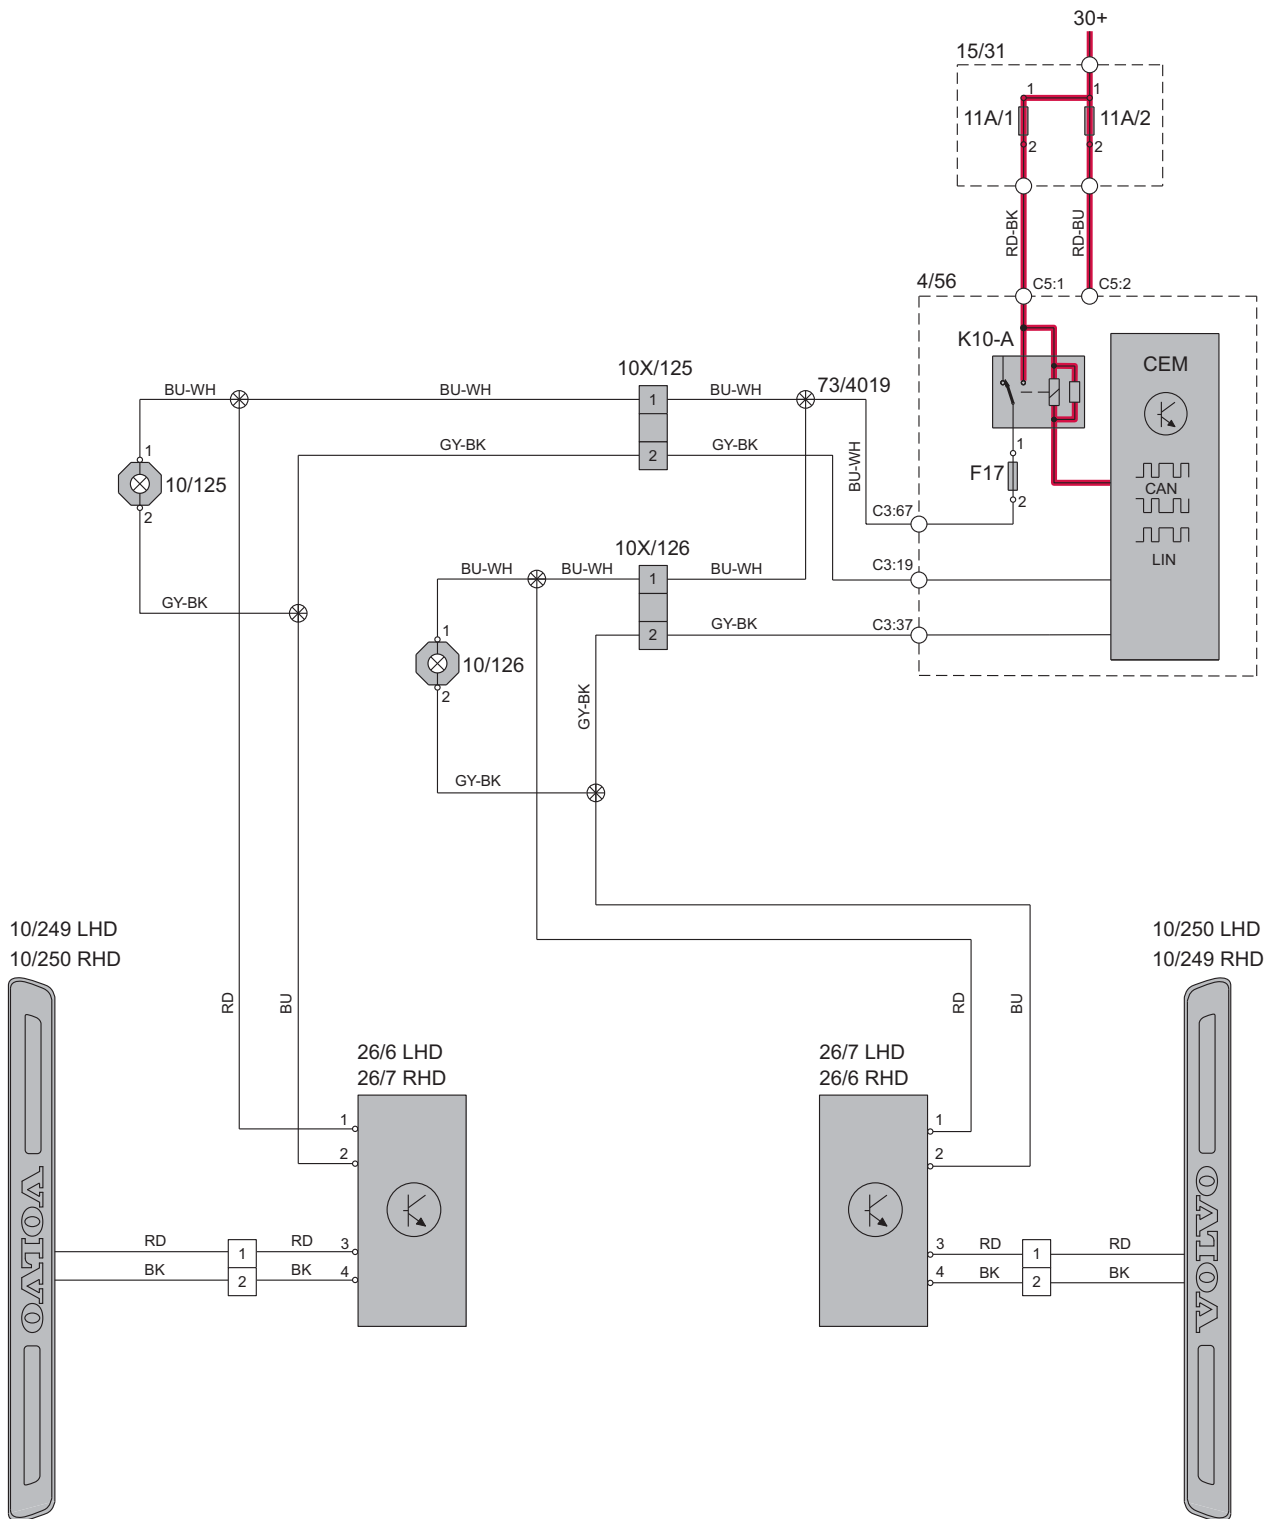 30+
15/31
1
1
11A/1
11A/2
2
2
RD-BK
RD-BU
4/56
C5:1
C5:2
K10-A
CEM
10X/125
73/4019
BU-WH
BU-WH
1
BU-WH
GY-BK
2
GY-BK
BU-WH
1
F17
2
CAN
LIN
1
10/125
2
C3:67
10X/126
C3:19
BU-WH
BU-WH
1
BU-WH
GY-BK
2
GY-BK
C3:37
1
10/126
2
GY-BK
GY-BK
10/249 LHD
10/250 RHD
10/250 LHD
10/249 RHD
RD
BU
RD
BU
26/6 LHD
26/7 RHD
26/7 LHD
26/6 RHD
1
2
1
2
VOLVO
VOLVO
RD
1
RD
3
BK
2
BK
4
3
RD
1
RD
4
BK
2
BK